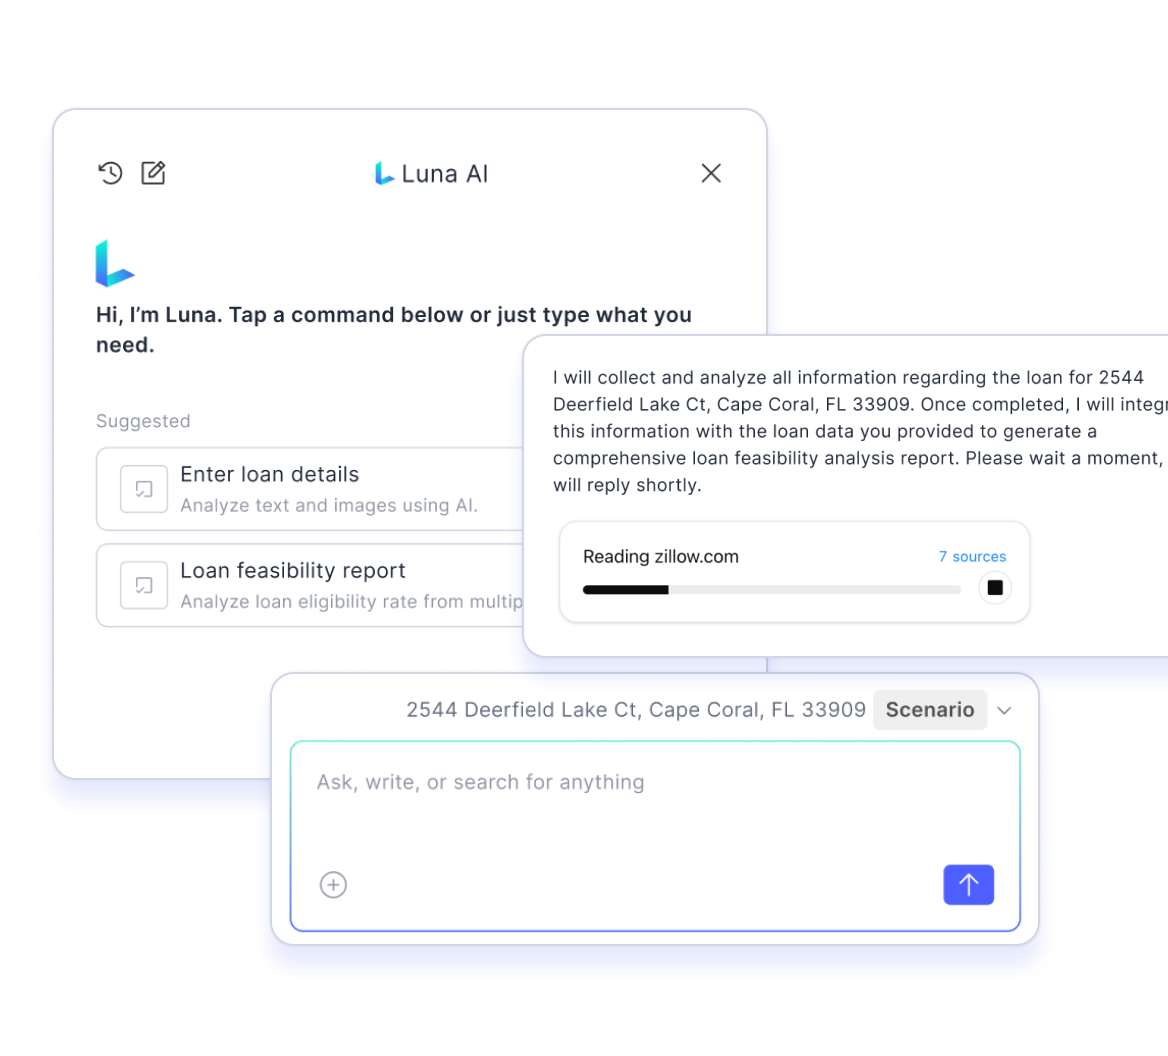 Luna AI
Hi, I’m Luna. Tap a command below or just type what you
need.
Suggested
Enter loan details
Analyze text and images using AI.
Loan feasibility report
Analyze loan eligibility rate from
I will collect and analyze all information regarding the loan for 2544
Deerfield Lake Ct, Cape Coral, FL 33909. Once completed, I will
this information with the loan data you provided to generate a
comprehensive loan feasibility analysis report. Please wait a moment,
will reply shortly.
Reading zillow.com
7 sources
2544 Deerfield Lake Ct, Cape Coral, FL 33909 Scenario
Ask, write, or search for anything